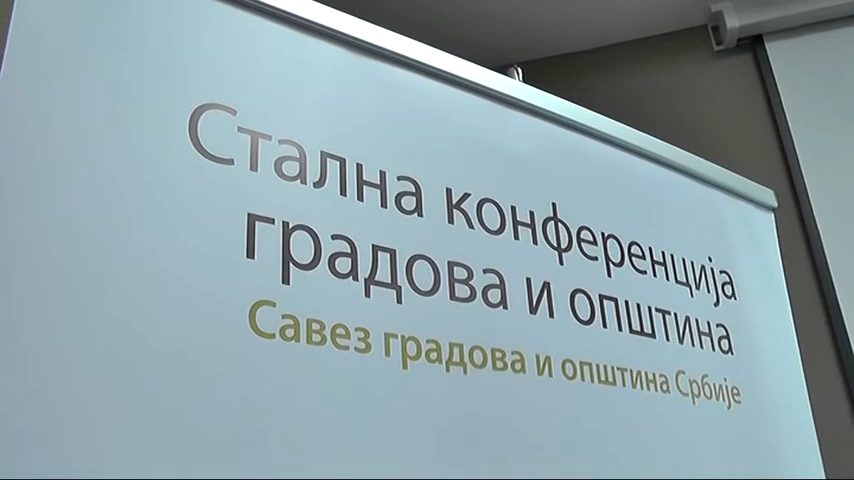 Стална конференција
градова и општина
Савез градова и општина Србије